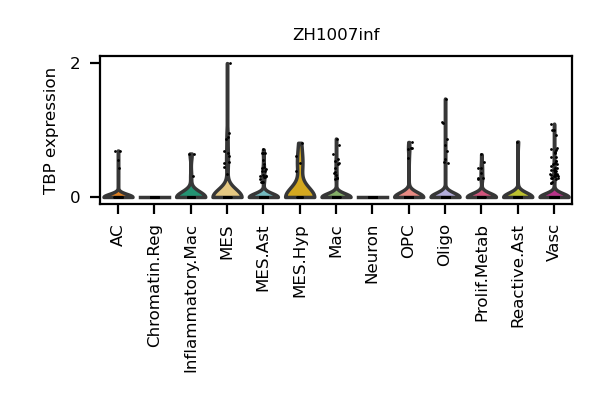 ZH1007inf
TBP expression
2
0
AC
Chromatin.Reg
Inflammatory.Mac
MES
MES.Ast
MES.Hyp
Mac
Neuron
OPC
Oligo
Prolif.Metab
Reactive.Ast
Vasc